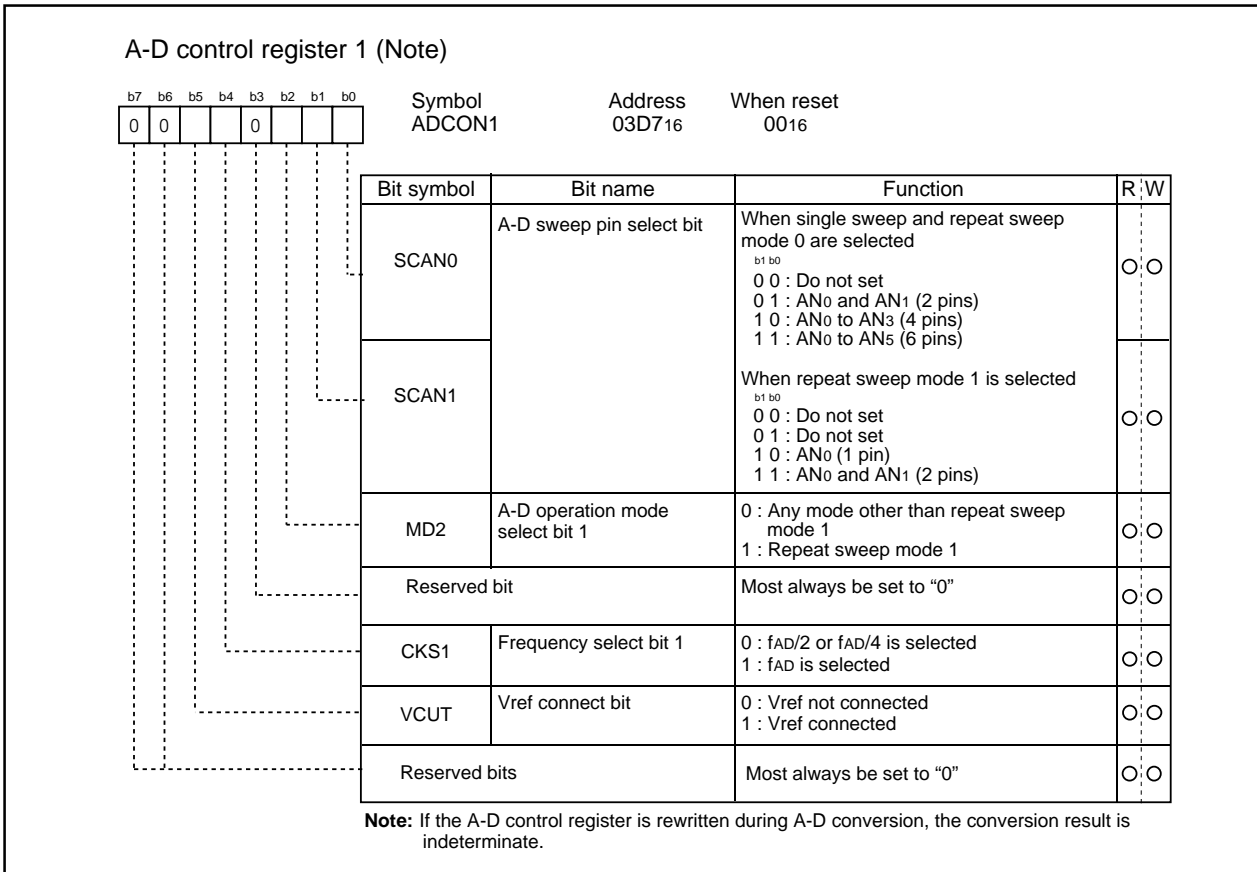 A-D control register 1 (Note)
b7 b6 b5 b4 b3 b2 b1 b0
0 0 0
Symbol Address When reset
ADCON1 03D716 0016
Bit symbol Bit name Function R W
SCAN0 A-D sweep pin select bit When single sweep and repeat sweep
mode 0 are selected
b1 b0
0 0 : Do not set
0 1 : AN0 and AN1 (2 pins)
1 0 : AN0 to AN3 (4 pins)
1 1 : AN0 to AN5 (6 pins)
SCAN1 When repeat sweep mode 1 is selected
b1 b0
0 0 : Do not set
0 1 : Do not set
1 0 : AN0 (1 pin)
1 1 : AN0 and AN1 (2 pins)
MD2 A-D operation mode
select bit 1 0 : Any mode other than repeat sweep
mode 1
1 : Repeat sweep mode 1
Reserved bit Most always be set to “0”
CKS1 Frequency select bit 1 0 : fAD/2 or fAD/4 is selected
1 : fAD is selected
VCUT Vref connect bit 0 : Vref not connected
1 : Vref connected
Reserved bits Most always be set to “0”
Note: If the A-D control register is rewritten during A-D conversion, the conversion result is
indeterminate.